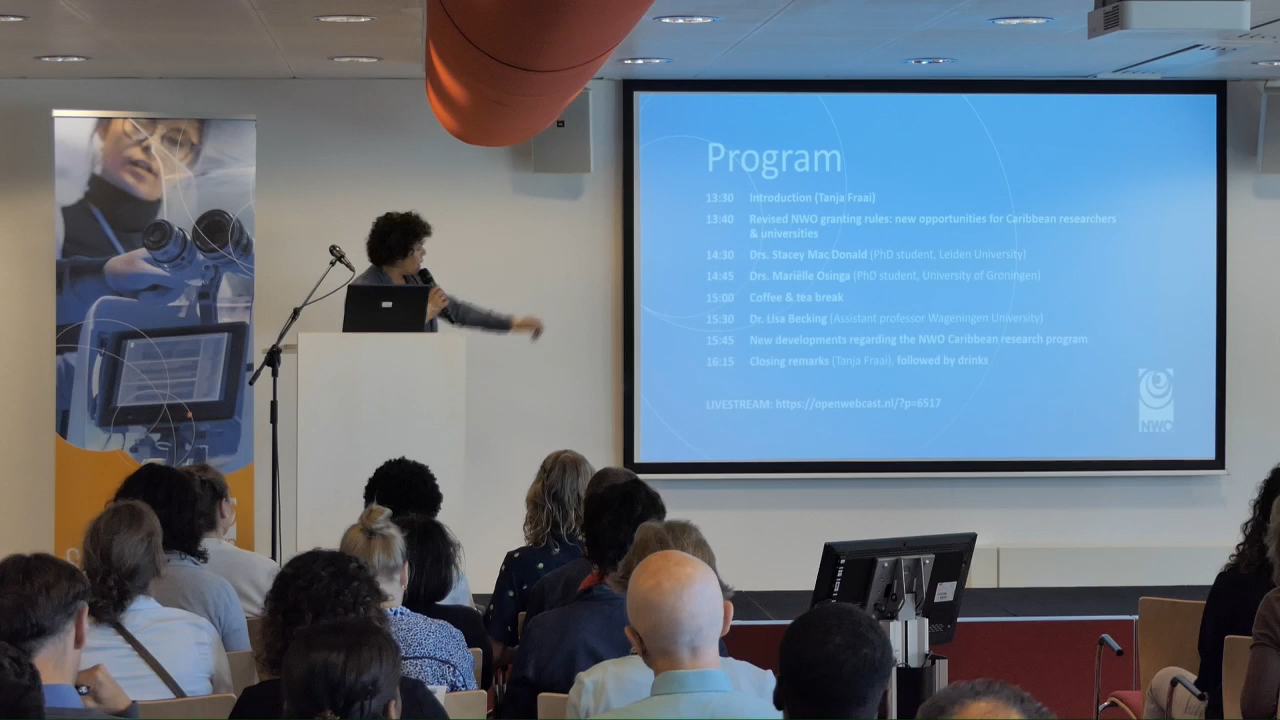 Program
13:30 Introduction (Tanja Fraai)
13:40 Revised NWO granting rules: new opportunities for Caribbean researchers
& universities
14:30 Drs. Stacey Mac Donald (PhD student, Leiden University)
14:45 Drs. Mariëlle Osinga (PhD student, University of Groningen)
15:00 Coffee & tea break
15:30 Dr. Lisa Becking (Assistant professor Wageningen University)
15:45 New developments regarding the NWO Caribbean research program
16:15 Closing remarks (Tanja Fraai), followed by drinks
LIVESTREAM: https://openwebcast.nl/?p=6517
NWO